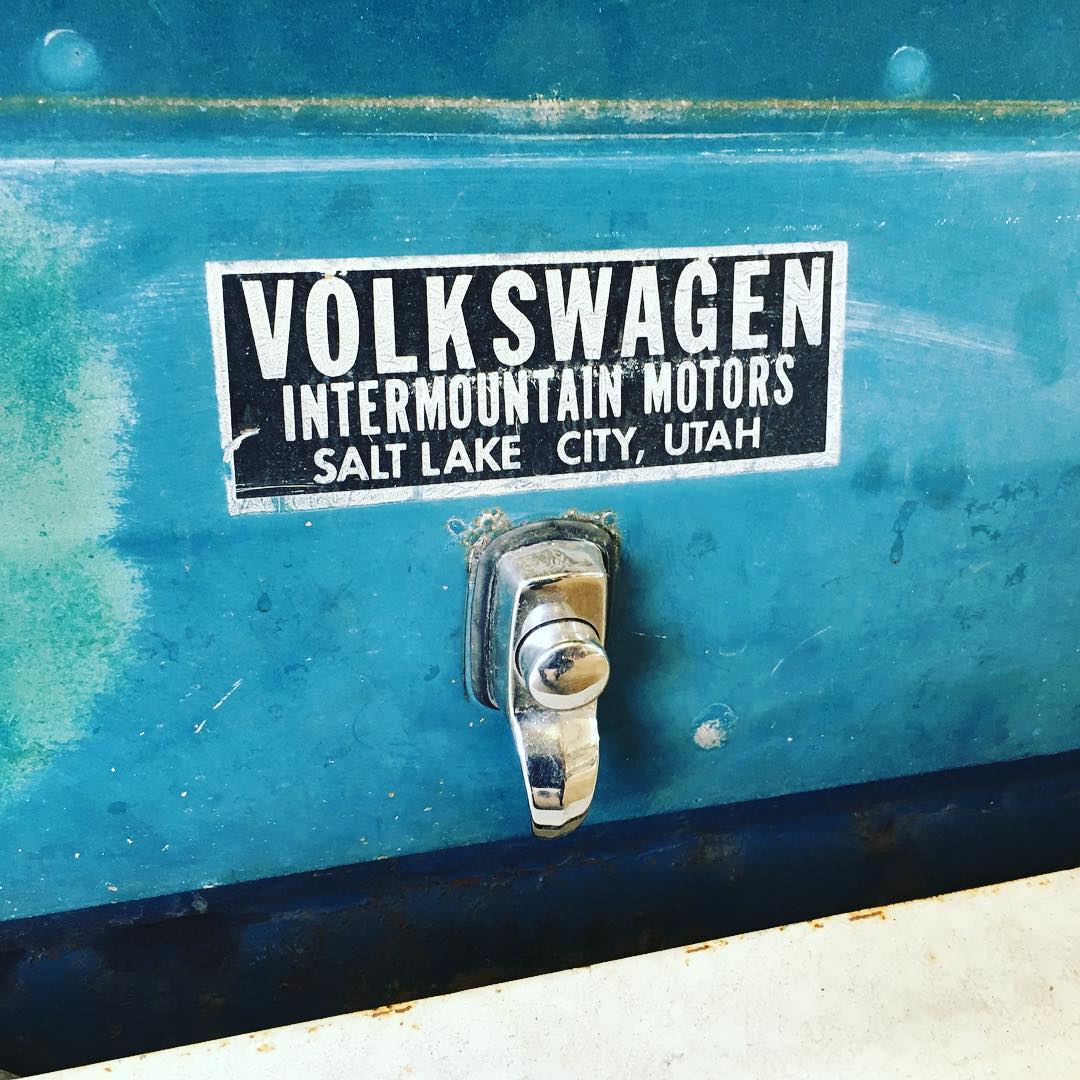 VOLKSWAGEN
INTERMOUNTAIN MOTORS
SALT LAKE CITY, UTAH